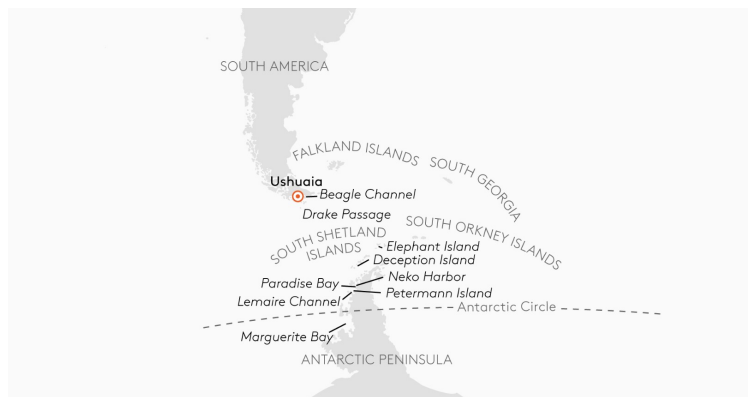 SOUTH AMERICA
FALKLAND ISLANDS
SOUTH GEORGIA
Ushuaia
Beagle Channel
Drake Passage
SOUTH ORKNEY ISLANDS
SOUTH SHETLAND
ISLANDS
Elephant Island
Deception Island
Neko Harbor
Paradise Bay
Petermann Island
Lemaire Channel
Antarctic Circle
Marguerite Bay
ANTARCTIC PENINSULA